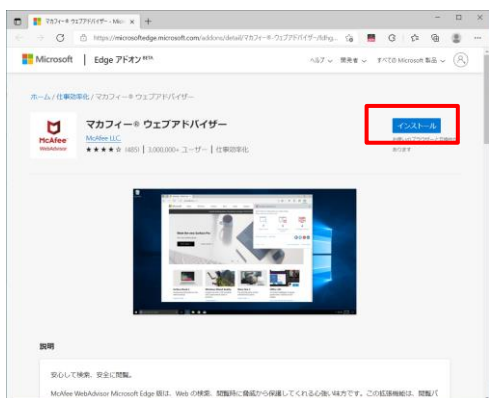 マカフィー® ウェブアドバイザー - Micr
https://microsoftedge.microsoft.com/addons/detail/マカフィー®-ウェブアドバイザー/fdhg...
Microsoft | Edge アドオン BETA
ヘルプ 開発者 すべての Microsoft 製品
ホーム / 仕事効率化 / マカフィー® ウェブアドバイザー
マカフィー® ウェブアドバイザー
McAfee LLC.
★★★★☆ (485) | 3,000,000+ ユーザー | 仕事効率化
McAfee
WebAdvisor
インストール
あります
説明
安心して検索、安全に閲覧。
McAfee WebAdvisor Microsoft Edge 版は、Web の検索、閲覧時に脅威から保護してくれる心強い味方です。この拡張機能は、閲覧パ